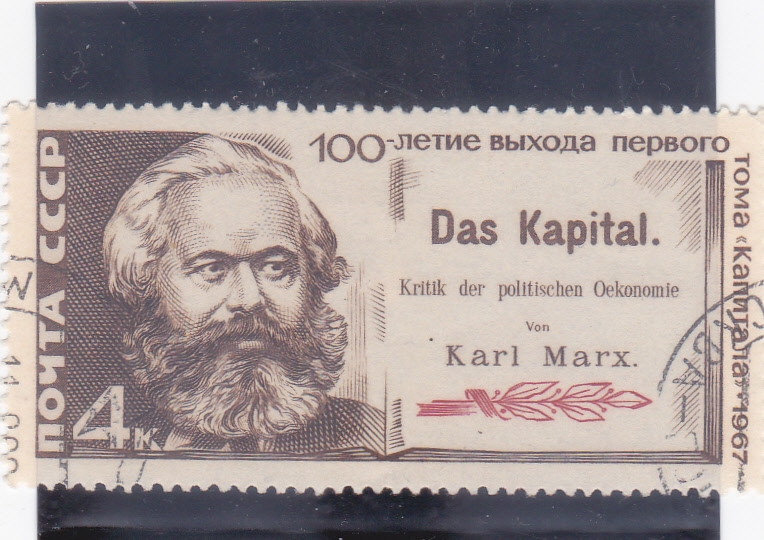 ПОЧТА СССР
4к
100-летие выхода первого
тома «Капитала» 1967
Das Kapital.
Kritik der politischen Oekonomie
Von
Karl Marx.